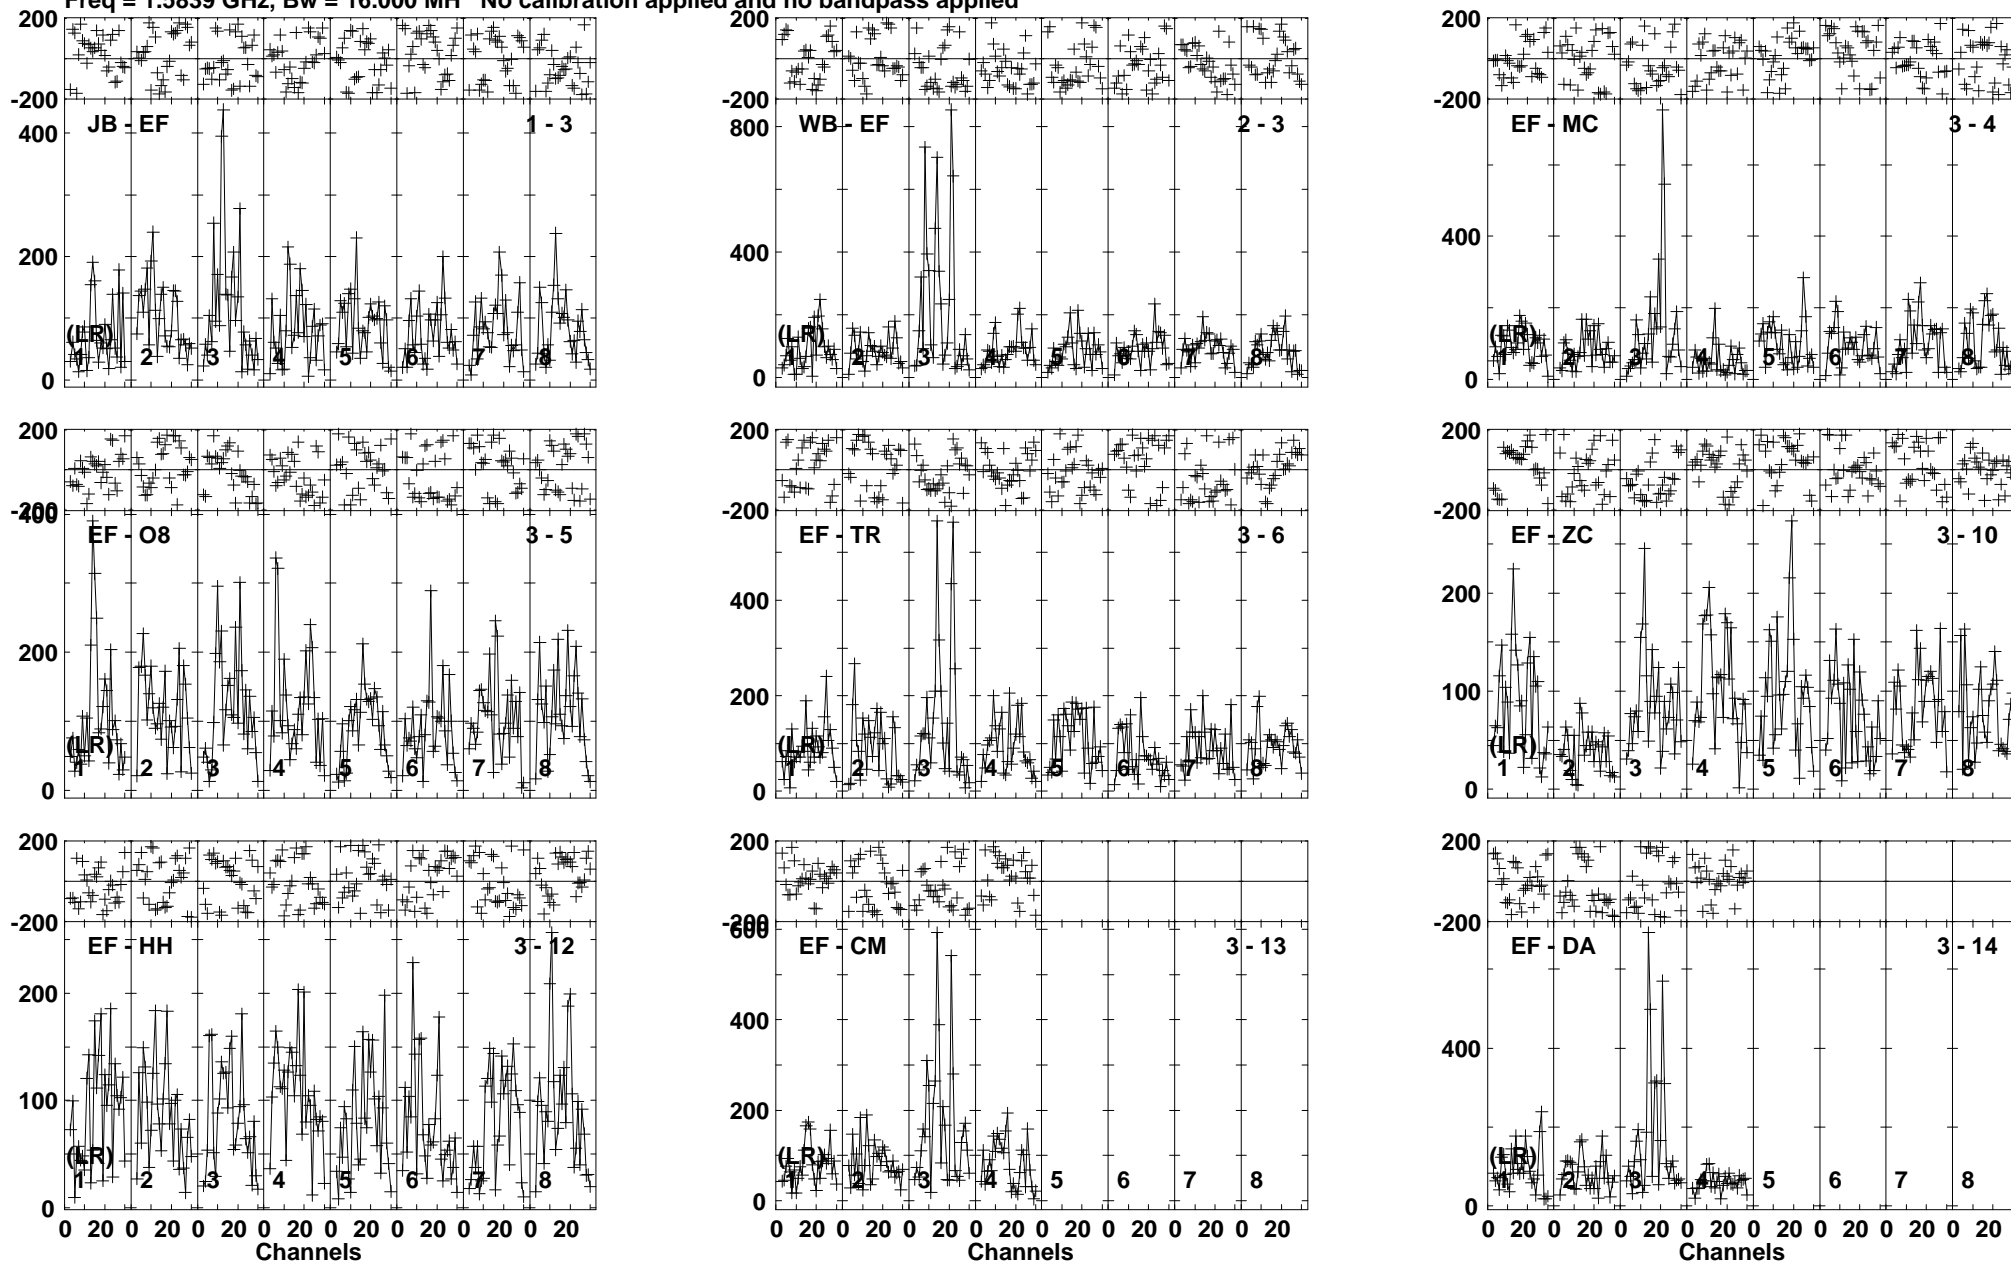 Freq = 1.5839 GHz, Bw = 16.000 MH No calibration applied and no bandpass applied
200
-200
JB - EF 1 - 3
400
200
0
(LR)
1 2 3 4 5 6 7 8
200
-200
WB - EF 2 - 3
800
400
0
(LR)
1 2 3 4 5 6 7 8
200
-200
EF - MC 3 - 4
400
0
(LR)
1 2 3 4 5 6 7 8
200
-200
400
EF - O8 3 - 5
200
0
(LR)
1 2 3 4 5 6 7 8
200
-200
EF - TR 3 - 6
400
200
0
(LR)
1 2 3 4 5 6 7 8
200
-200
EF - ZC 3 - 10
200
100
0
(LR)
1 2 3 4 5 6 7 8
200
-200
EF - HH 3 - 12
200
100
0
(LR)
1 2 3 4 5 6 7 8
0 20 0 20 0 20 0 20 0 20 0 20 0 20 0 20
Channels
200
-200
600
EF - CM 3 - 13
400
200
0
(LR)
1 2 3 4 5 6 7 8
0 20 0 20 0 20 0 20 0 20 0 20 0 20 0 20
Channels
200
-200
EF - DA 3 - 14
400
0
(LR)
1 2 3 4 5 6 7 8
0 20 0 20 0 20 0 20 0 20 0 20 0 20 0 20
Channels